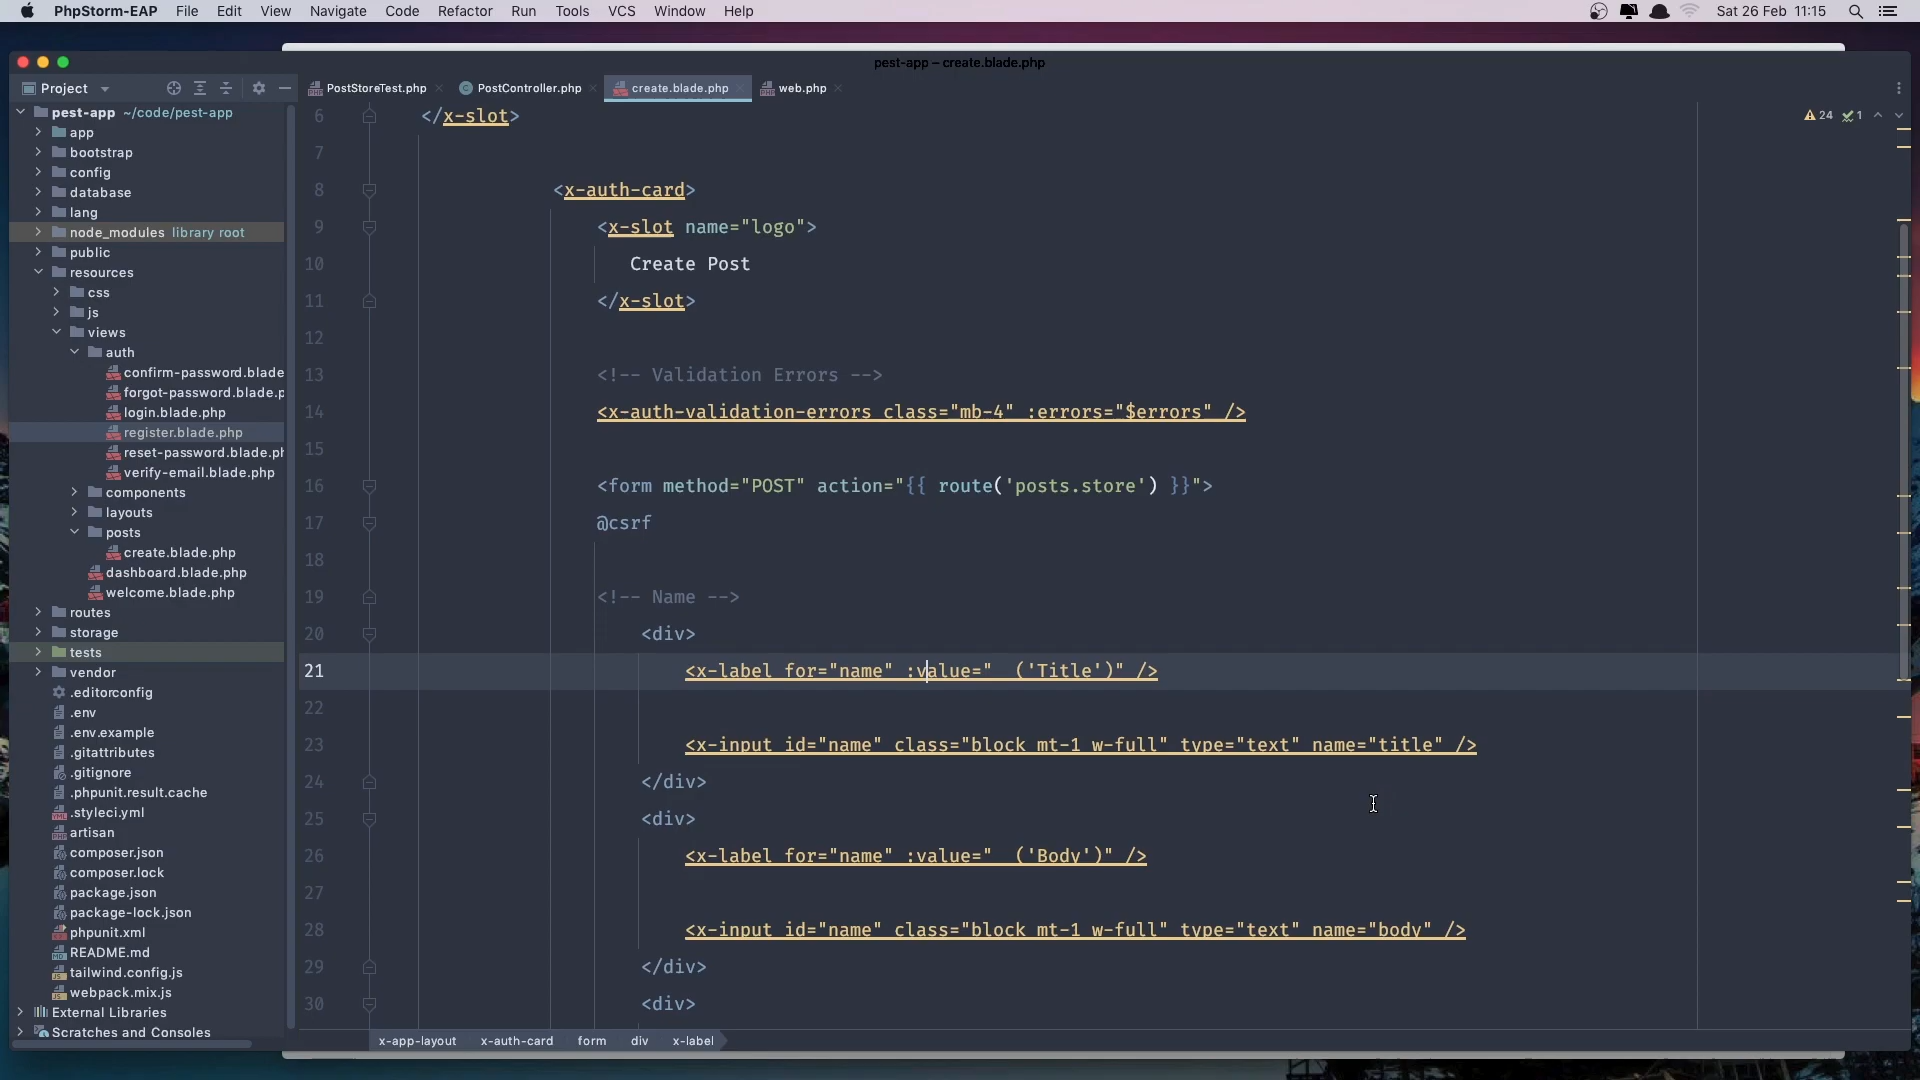 PhpStorm-EAP File Edit View Navigate Code Refactor Run Tools VCS Window Help Sat 26 Feb 11:15
pest-app – create.blade.php
Project
PostStoreTest.php PostController.php create.blade.php web.php
pest-app ~/code/pest-app
app
bootstrap
config
database
lang
node_modules library root
public
resources
css
js
views
auth
confirm-password.blade
forgot-password.blade.p
login.blade.php
register.blade.php
reset-password.blade.ph
verify-email.blade.php
components
layouts
posts
create.blade.php
dashboard.blade.php
welcome.blade.php
routes
storage
tests
vendor
.editorconfig
.env
.env.example
.gitattributes
.gitignore
.phpunit.result.cache
.styleci.yml
artisan
composer.json
composer.lock
package.json
package-lock.json
phpunit.xml
README.md
tailwind.config.js
webpack.mix.js
External Libraries
Scratches and Consoles
24 1
6 </x-slot>
7
8 <x-auth-card>
9 <x-slot name="logo">
10 Create Post
11 </x-slot>
12
13 <!-- Validation Errors -->
14 <x-auth-validation-errors class="mb-4" :errors="$errors" />
15
16 <form method="POST" action="{{ route('posts.store') }}">
17 @csrf
18
19 <!-- Name -->
20 <div>
21 <x-label for="name" :value="__('Title')" />
22
23 <x-input id="name" class="block mt-1 w-full" type="text" name="title" />
24 </div>
25 <div>
26 <x-label for="name" :value="__('Body')" />
27
28 <x-input id="name" class="block mt-1 w-full" type="text" name="body" />
29 </div>
30 <div>
x-app-layout x-auth-card form div x-label